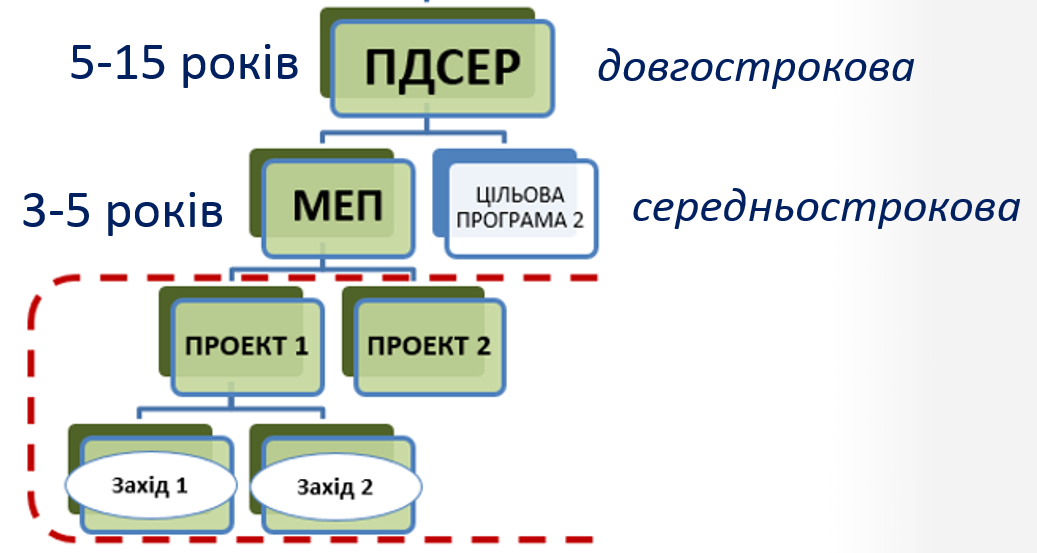 5-15 років
ПДСЕР
довгострокова
3-5 років
МЕП
ЦІЛЬОВА
ПРОГРАМА 2
середньострокова
ПРОЕКТ 1
ПРОЕКТ 2
Захід 1
Захід 2